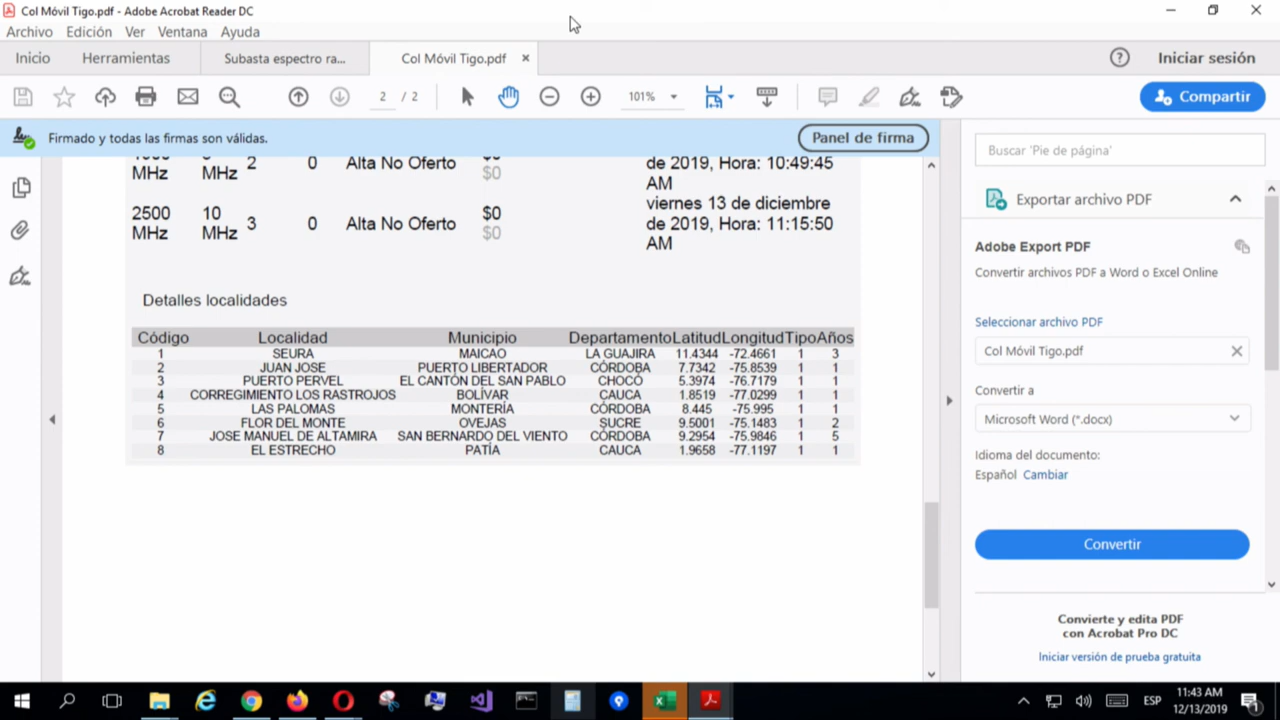 Col Móvil Tigo.pdf - Adobe Acrobat Reader DC
Archivo Edición Ver Ventana Ayuda
Inicio Herramientas Subasta espectro ra... Col Móvil Tigo.pdf × Iniciar sesión
2 / 2 101% Compartir
Firmado y todas las firmas son válidas. Panel de firma
MHz MHz 2 0 Alta No Oferto $0 de 2019, Hora: 10:49:45 AM
2500 MHz 10 MHz 3 0 Alta No Oferto $0 $0 viernes 13 de diciembre de 2019, Hora: 11:15:50 AM
Detalles localidades
Código Localidad Municipio Departamento Latitud Longitud Tipo Años
1 SEURA MAICAO LA GUAJIRA 11.4344 -72.4661 1 3
2 JUAN JOSE PUERTO LIBERTADOR CÓRDOBA 7.7342 -75.8539 1 1
3 PUERTO PERVEL EL CANTÓN DEL SAN PABLO CHOCÓ 5.3974 -76.7179 1 1
4 CORREGIMIENTO LOS RASTROJOS BOLÍVAR CAUCA 1.8519 -77.0299 1 1
5 LAS PALOMAS MONTERÍA CÓRDOBA 8.445 -75.995 1 1
6 FLOR DEL MONTE OVEJAS SUCRE 9.5001 -75.1483 1 2
7 JOSE MANUEL DE ALTAMIRA SAN BERNARDO DEL VIENTO CÓRDOBA 9.2954 -75.9846 1 5
8 EL ESTRECHO PATÍA CAUCA 1.9658 -77.1197 1 1
Buscar 'Pie de página'
Exportar archivo PDF
Adobe Export PDF
Convertir archivos PDF a Word o Excel Online
Seleccionar archivo PDF
Col Móvil Tigo.pdf
Convertir a
Microsoft Word (*.docx)
Idioma del documento:
Español Cambiar
Convertir
Convierte y edita PDF
con Acrobat Pro DC
Iniciar versión de prueba gratuita
ESP 11:43 AM
12/13/2019